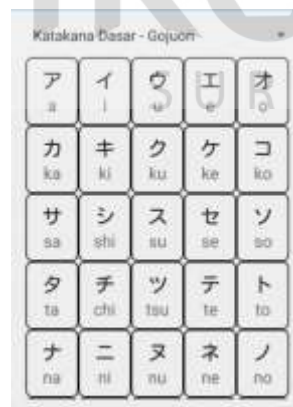 Katakana Dasar - Gojuon
ア イ ウ エ オ
a i u e o
カ キ ク ケ コ
ka ki ku ke ko
サ シ ス セ ソ
sa shi su se so
タ チ ツ テ ト
ta chi tsu te to
ナ ニ ヌ ネ ノ
na ni nu ne no